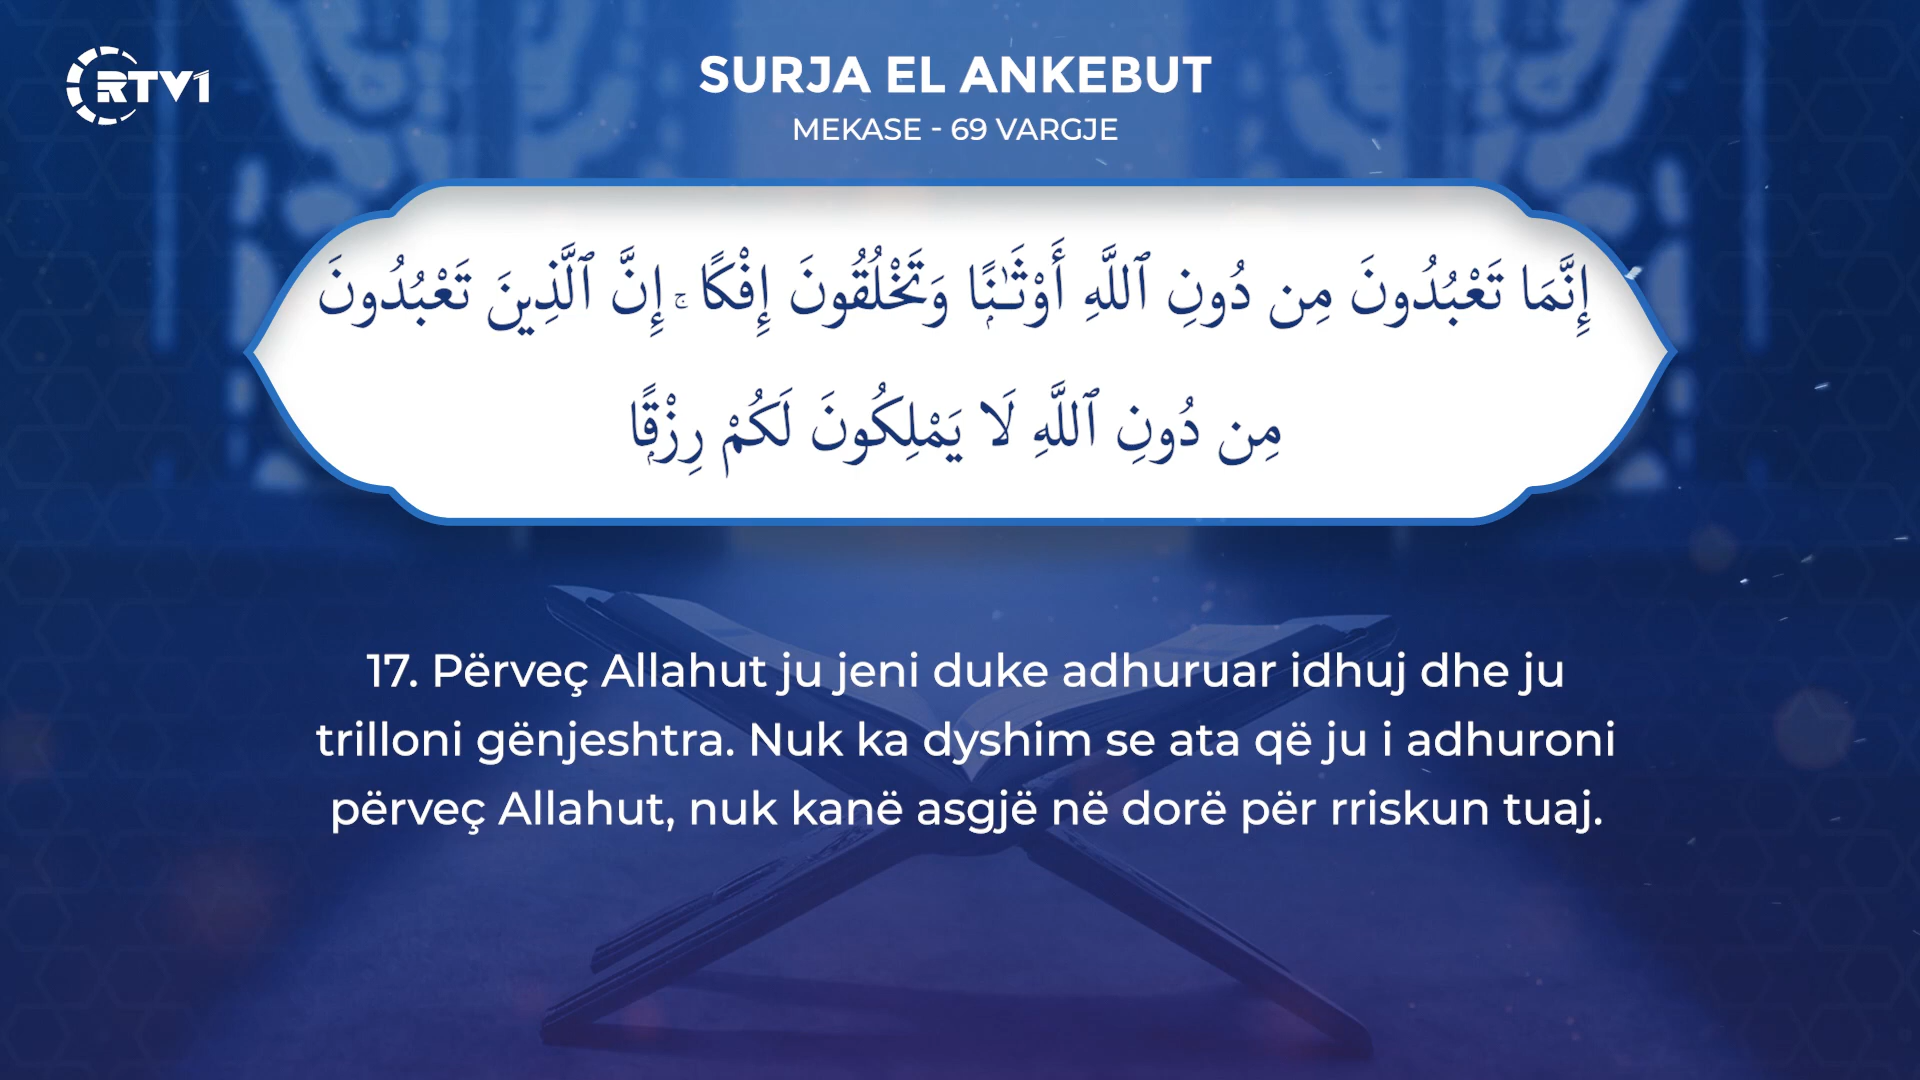 RTV1
SURJA EL ANKEBUT
MEKASE - 69 VARGJE
إِنَّمَا تَعْبُدُونَ مِن دُونِ ٱللَّهِ أَوْثَـٰنًۭا وَتَخْلُقُونَ إِفْكًا ۚ إِنَّ ٱلَّذِينَ تَعْبُدُونَ
مِن دُونِ ٱللَّهِ لَا يَمْلِكُونَ لَكُمْ رِزْقًۭا
17. Përveç Allahut ju jeni duke adhuruar idhuj dhe ju
trilloni gënjeshtra. Nuk ka dyshim se ata që ju i adhuroni
përveç Allahut, nuk kanë asgjë në dorë për rriskun tuaj.